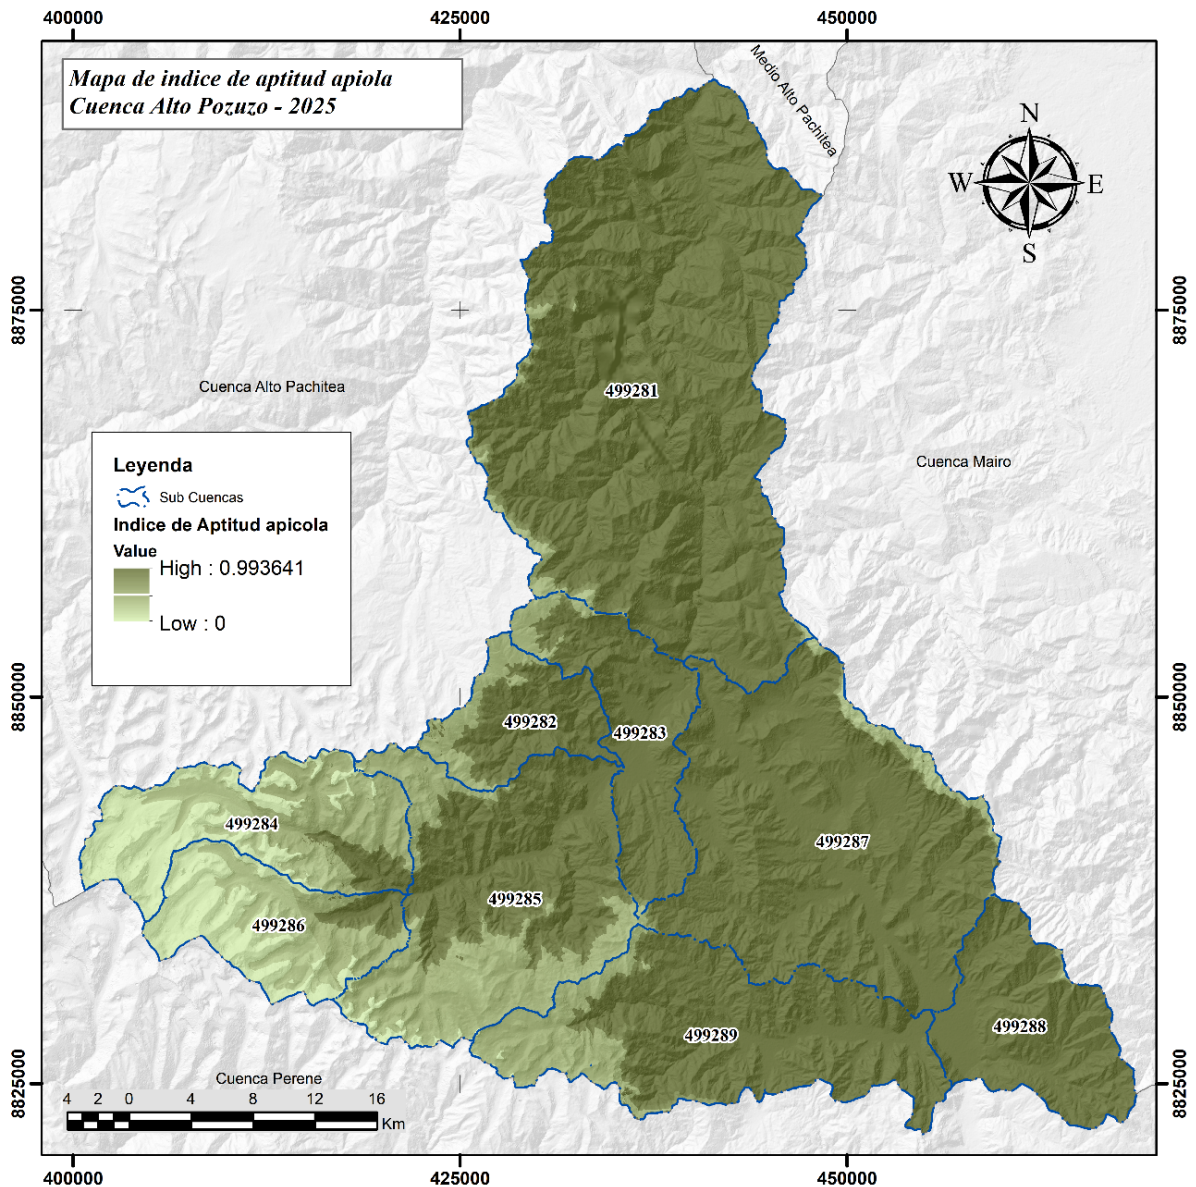 400000
425000
450000
Mapa de indice de aptitud apiola
Cuenca Alto Pozuzo - 2025
Medio Alto Pachitea
N
W
E
S
8875000
8875000
499281
Cuenca Alto Pachitea
Cuenca Mairo
Leyenda
Sub Cuencas
Indice de Aptitud apicola
Value
High : 0.993641
Low : 0
8850000
8850000
499282
499283
499284
499287
499285
499286
499288
499289
8825000
8825000
Cuenca Perene
4 2 0 4 8 12 16
Km
400000
425000
450000